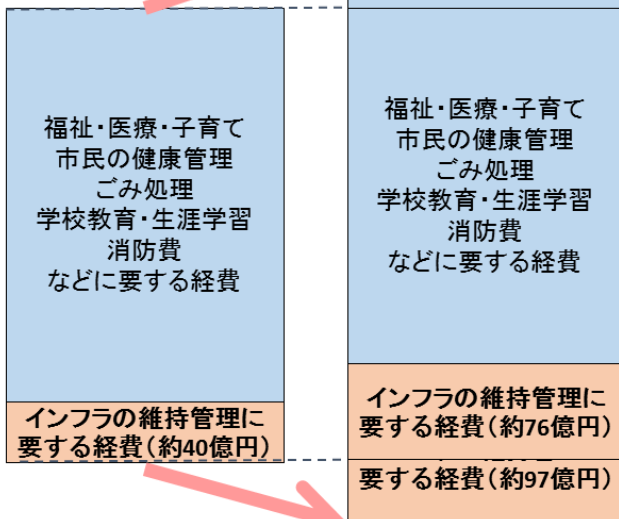 福祉・医療・子育て
市民の健康管理
ごみ処理
学校教育・生涯学習
消防費
などに要する経費
インフラの維持管理に
要する経費(約40億円)
福祉・医療・子育て
市民の健康管理
ごみ処理
学校教育・生涯学習
消防費
などに要する経費
インフラの維持管理に
要する経費(約76億円)
要する経費(約97億円)